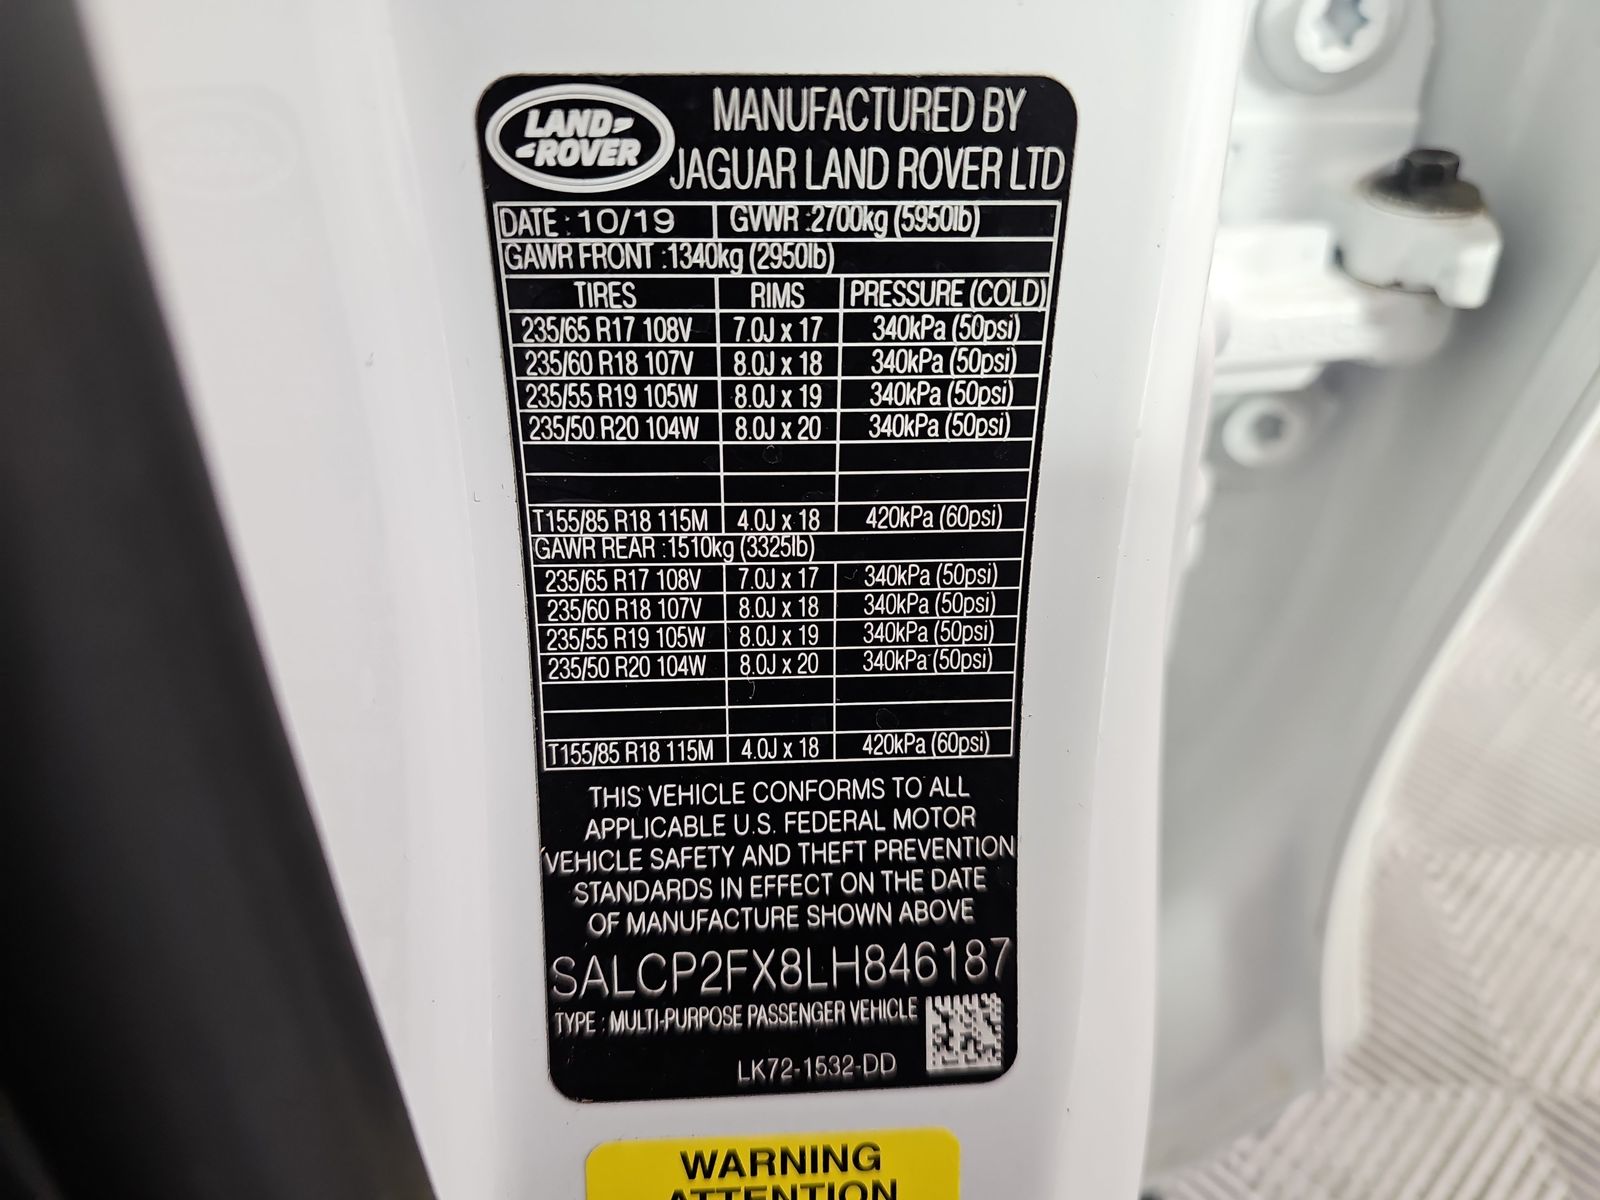 LAND-
-ROVER
MANUFACTURED BY
JAGUAR LAND ROVER LTD
DATE : 10/19 GVWR :2700kg (5950lb)
GAWR FRONT :1340kg (2950lb)
TIRES RIMS PRESSURE (COLD)
235/65 R17 108V 7.0J x 17 340kPa (50psi)
235/60 R18 107V 8.0J x 18 340kPa (50psi)
235/55 R19 105W 8.0J x 19 340kPa (50psi)
235/50 R20 104W 8.0J x 20 340kPa (50psi)
T155/85 R18 115M 4.0J x 18 420kPa (60psi)
GAWR REAR :1510kg (3325lb)
235/65 R17 108V 7.0J x 17 340kPa (50psi)
235/60 R18 107V 8.0J x 18 340kPa (50psi)
235/55 R19 105W 8.0J x 19 340kPa (50psi)
235/50 R20 104W 8.0J x 20 340kPa (50psi)
T155/85 R18 115M 4.0J x 18 420kPa (60psi)
THIS VEHICLE CONFORMS TO ALL
APPLICABLE U.S. FEDERAL MOTOR
VEHICLE SAFETY AND THEFT PREVENTION
STANDARDS IN EFFECT ON THE DATE
OF MANUFACTURE SHOWN ABOVE
SALCP2FX8LH846187
TYPE : MULTI-PURPOSE PASSENGER VEHICLE
LK72-1532-DD
WARNING
ATTENTION